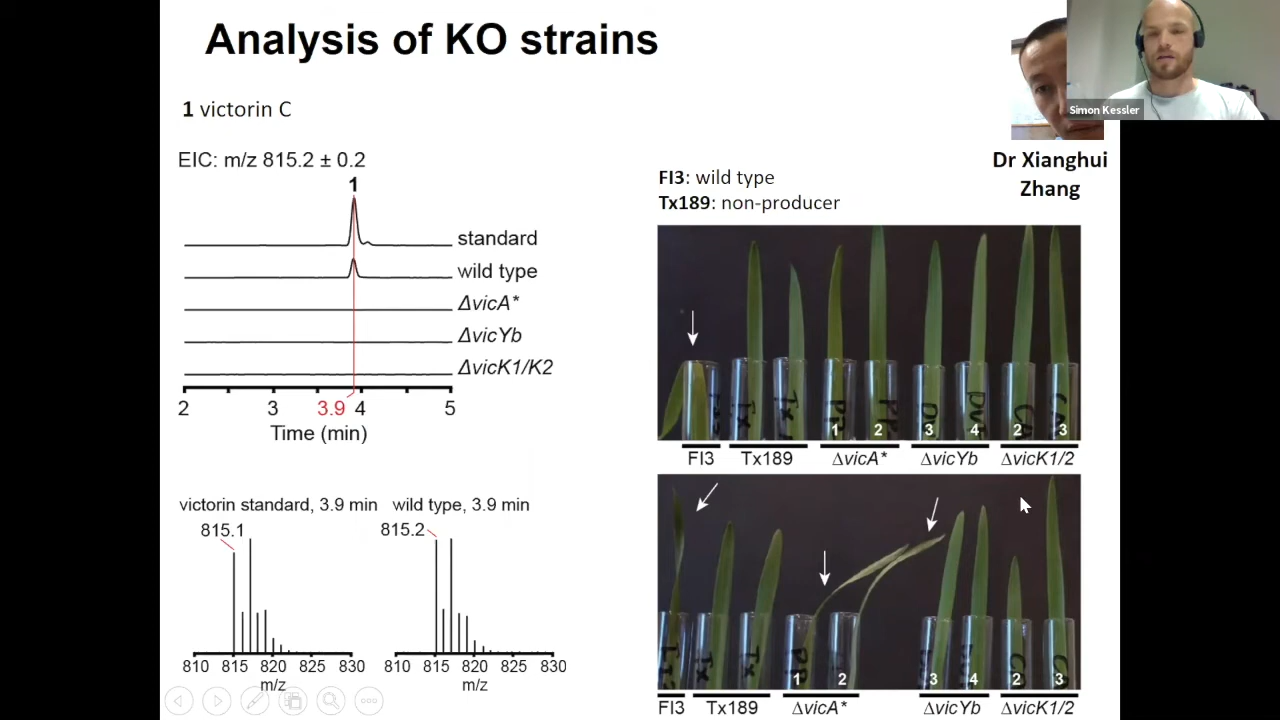 Analysis of KO strains
1 victorin C
EIC: m/z 815.2 ± 0.2
1
standard
wild type
ΔvicA*
ΔvicYb
ΔvicK1/K2
2 3 3.9 4 5
Time (min)
victorin standard, 3.9 min
815.1
810 815 820 825 830
m/z
wild type, 3.9 min
815.2
810 815 820 825 830
m/z
Simon Kessler
Dr Xianghui
Zhang
FI3: wild type
Tx189: non-producer
Tx
Tx
1 2 3 4 2 3
FI3 Tx189 ΔvicA* ΔvicYb ΔvicK1/2
Tx
Tx
1 2 3 4 2 3
FI3 Tx189 ΔvicA* ΔvicYb ΔvicK1/2